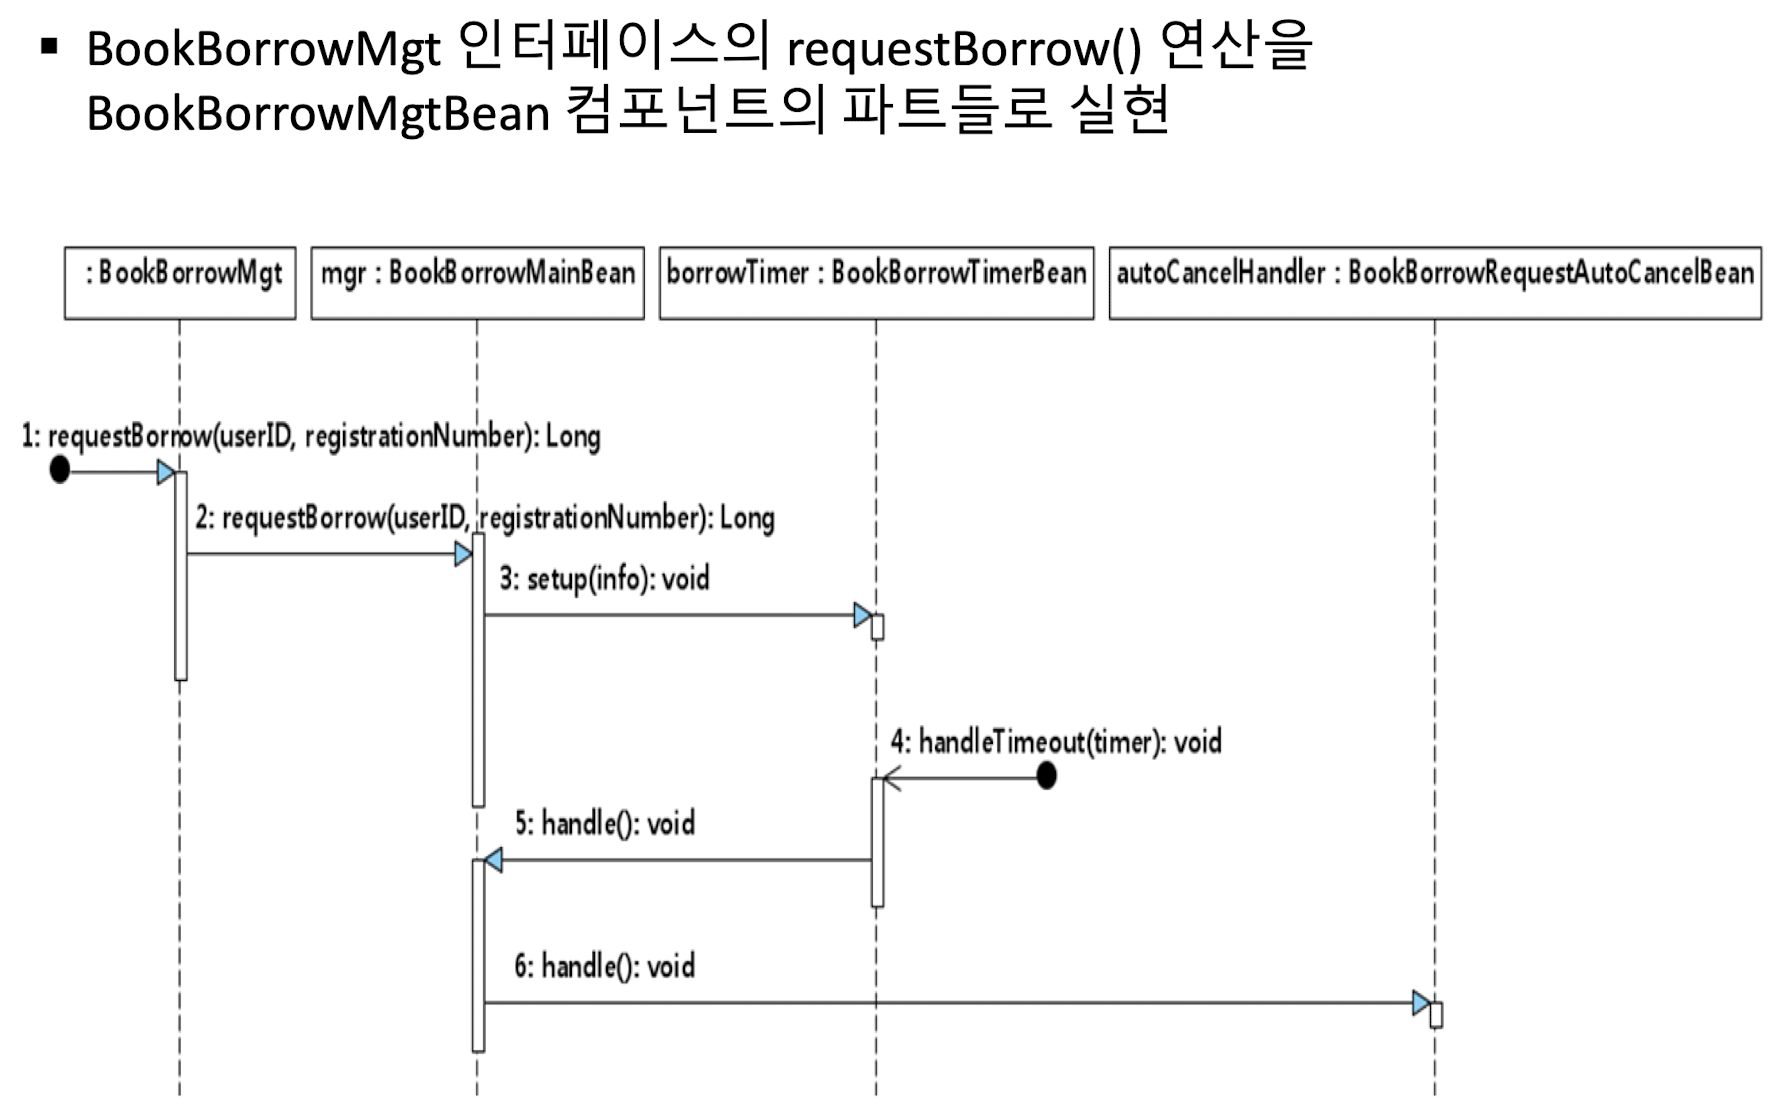 ▪ BookBorrowMgt 인터페이스의 requestBorrow() 연산을
BookBorrowMgtBean 컴포넌트의 파트들로 실현
: BookBorrowMgt
mgr : BookBorrowMainBean
borrowTimer : BookBorrowTimerBean
autoCancelHandler : BookBorrowRequestAutoCancelBean
1: requestBorrow(userID, registrationNumber): Long
2: requestBorrow(userID, registrationNumber): Long
3: setup(info): void
4: handleTimeout(timer): void
5: handle(): void
6: handle(): void